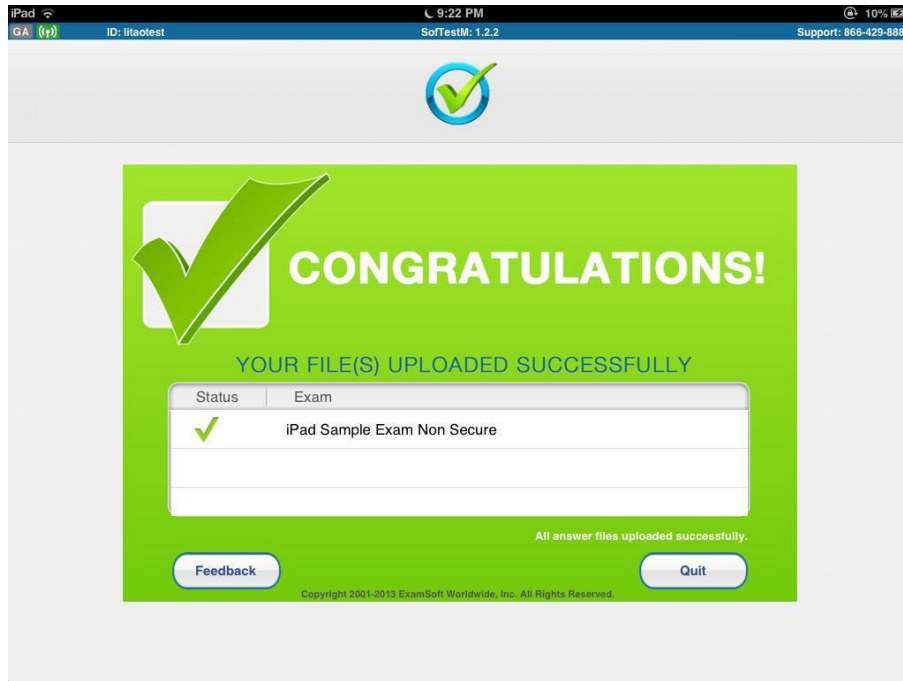 iPad 9:22 PM 10%
GA ID: litaotest SofTestM: 1.2.2 Support: 866-429-888
CONGRATULATIONS!
YOUR FILE(S) UPLOADED SUCCESSFULLY
Status Exam
iPad Sample Exam Non Secure
All answer files uploaded successfully.
Feedback Quit
Copyright 2001-2013 ExamSoft Worldwide, Inc. All Rights Reserved.